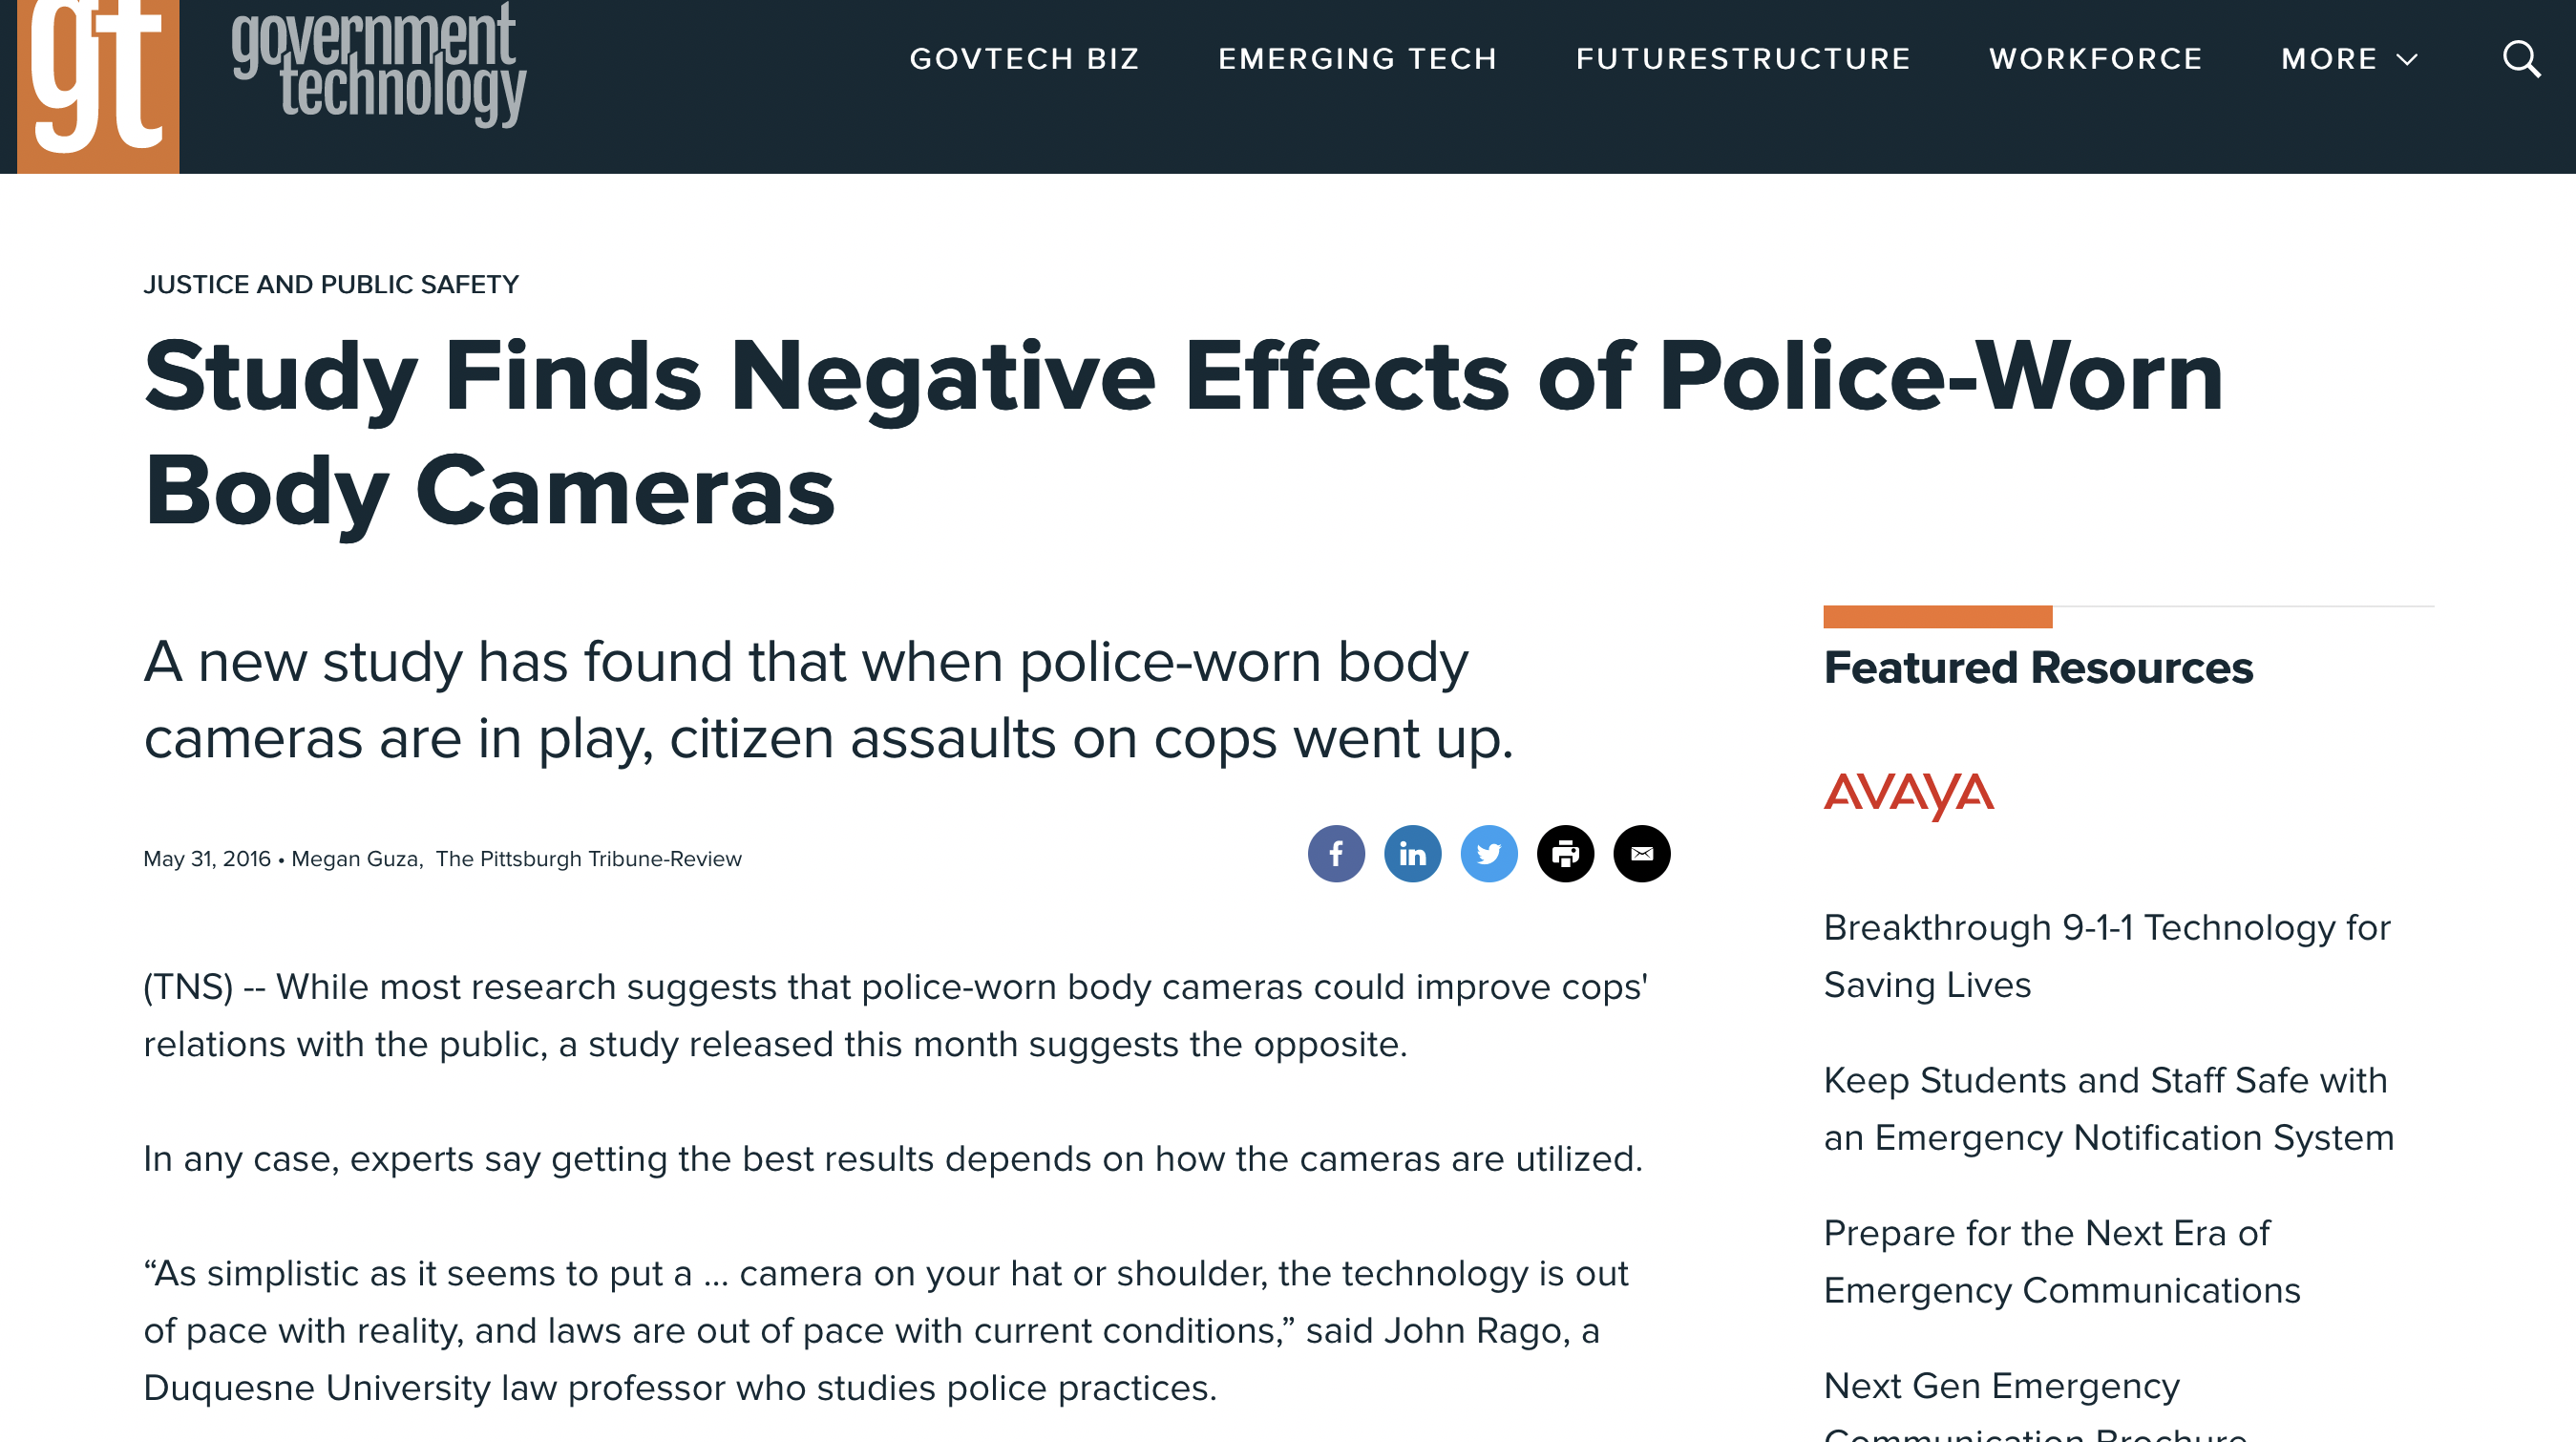 gt
government
technology
GOVTECH BIZ
EMERGING TECH
FUTURESTRUCTURE
WORKFORCE
MORE
JUSTICE AND PUBLIC SAFETY
Study Finds Negative Effects of Police-Worn
Body Cameras
A new study has found that when police-worn body
cameras are in play, citizen assaults on cops went up.
May 31, 2016 • Megan Guza,  The Pittsburgh Tribune-Review
f
in
(TNS) -- While most research suggests that police-worn body cameras could improve cops'
relations with the public, a study released this month suggests the opposite.
In any case, experts say getting the best results depends on how the cameras are utilized.
“As simplistic as it seems to put a ... camera on your hat or shoulder, the technology is out
of pace with reality, and laws are out of pace with current conditions,” said John Rago, a
Duquesne University law professor who studies police practices.
Featured Resources
AVAYA
Breakthrough 9-1-1 Technology for
Saving Lives
Keep Students and Staff Safe with
an Emergency Notification System
Prepare for the Next Era of
Emergency Communications
Next Gen Emergency
Communication Brochure